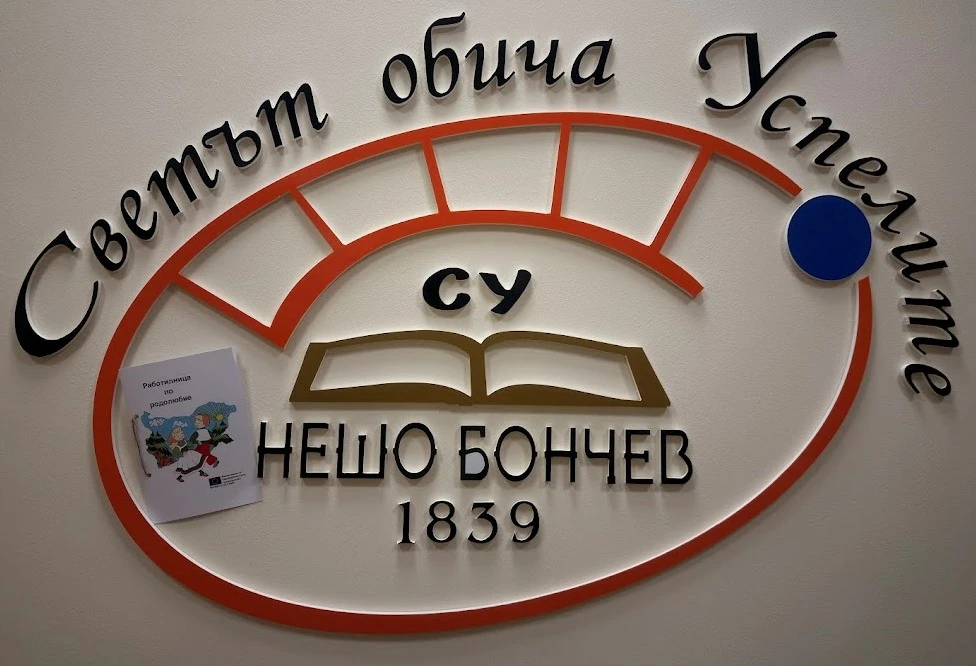 Светът обича Успелите
СУ
НЕШО БОНЧЕВ
1839
Работилница
по
родолюбие